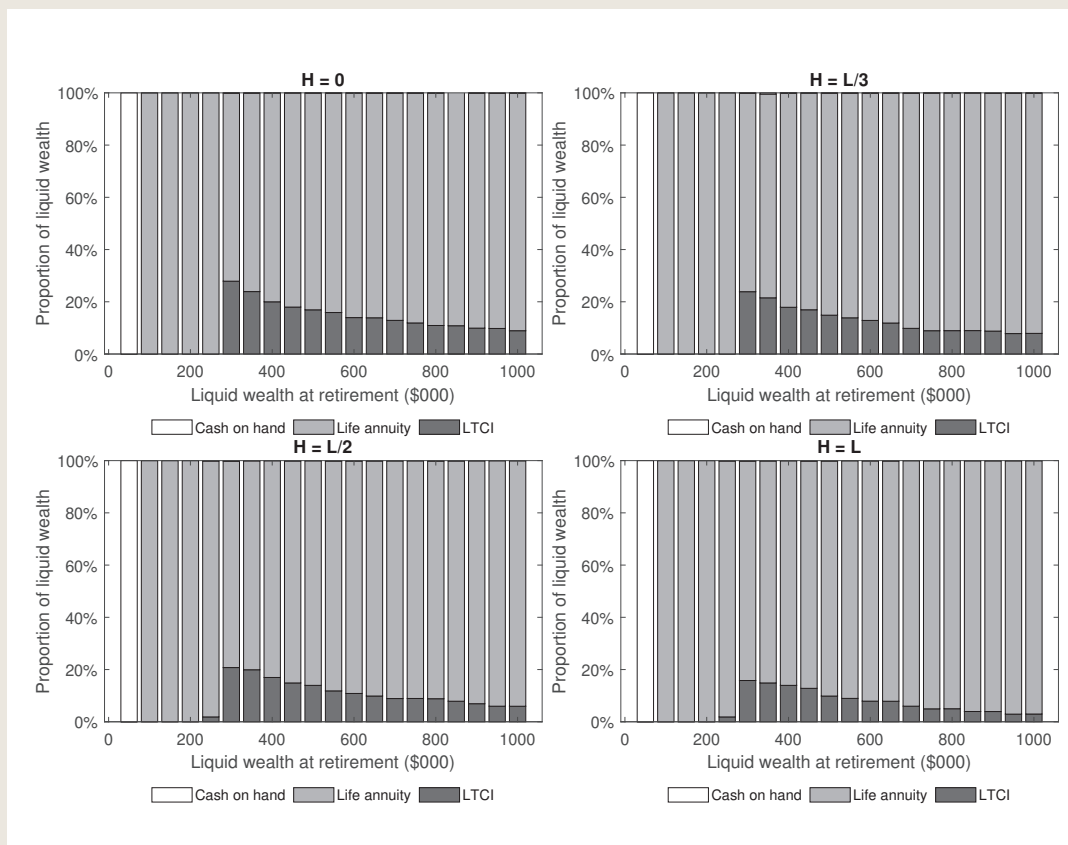 H = 0
100%
80%
60%
40%
20%
0%
Proportion of liquid wealth
0 200 400 600 800 1000
Liquid wealth at retirement ($000)
Cash on hand Life annuity LTCI
H = L/3
100%
80%
60%
40%
20%
0%
Proportion of liquid wealth
0 200 400 600 800 1000
Liquid wealth at retirement ($000)
Cash on hand Life annuity LTCI
H = L/2
100%
80%
60%
40%
20%
0%
Proportion of liquid wealth
0 200 400 600 800 1000
Liquid wealth at retirement ($000)
Cash on hand Life annuity LTCI
H = L
100%
80%
60%
40%
20%
0%
Proportion of liquid wealth
0 200 400 600 800 1000
Liquid wealth at retirement ($000)
Cash on hand Life annuity LTCI